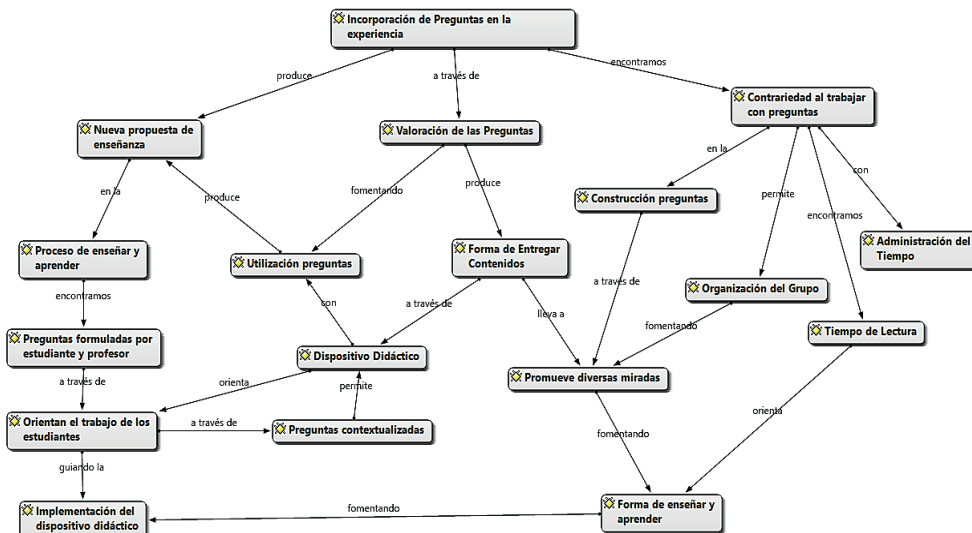 Incorporación de Preguntas en la
experiencia
produce
a través de
encontramos
Nueva propuesta de
enseñanza
Valoración de las Preguntas
Contrariedad al trabajar
con preguntas
en la
produce
fomentando
produce
en la
permite
encontramos
con
Construcción preguntas
Proceso de enseñar y
aprender
Utilización preguntas
Forma de Entregar
Contenidos
Administración del
Tiempo
encontramos
con
a través de
lleva a
a través de
Organización del Grupo
fomentando
Preguntas formuladas por
estudiante y profesor
Tiempo de Lectura
Dispositivo Didáctico
Promueve diversas miradas
a través de
orienta
permite
orienta
Orientan el trabajo de los
estudiantes
a través de
Preguntas contextualizadas
fomentando
guiando la
Implementación del
dispositivo didáctico
fomentando
Forma de enseñar y
aprender